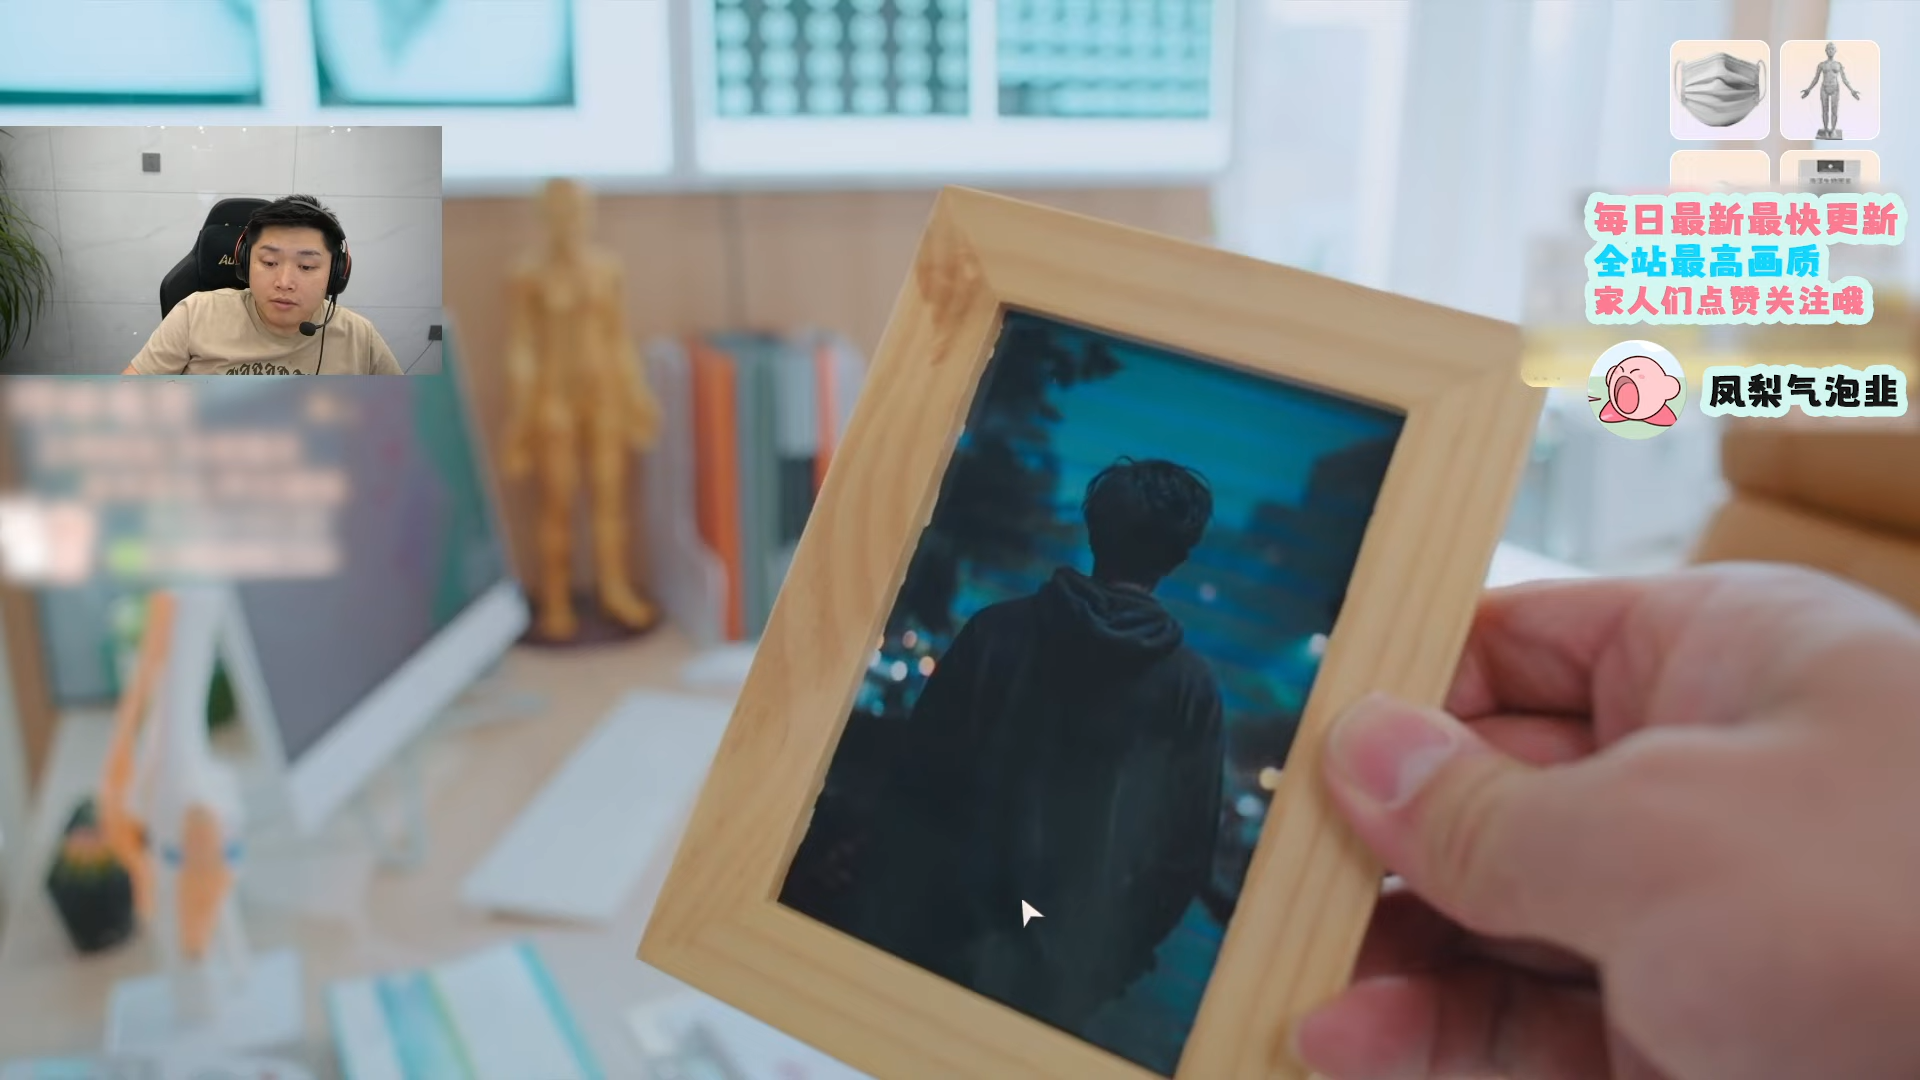 每日最新最快更新
全站最高画质
家人们点赞关注哦
凤梨气泡韭